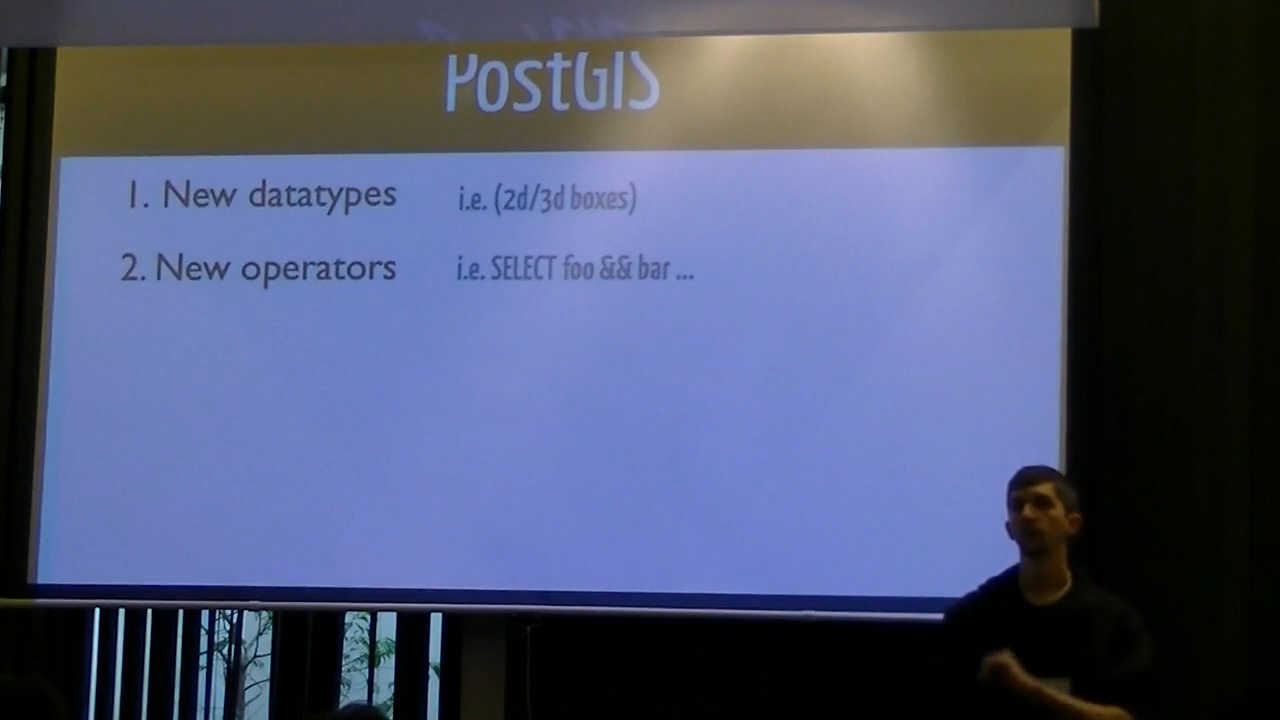 PostGIS
1. New datatypes i.e. (2d/3d boxes)
2. New operators i.e. SELECT foo && bar ...